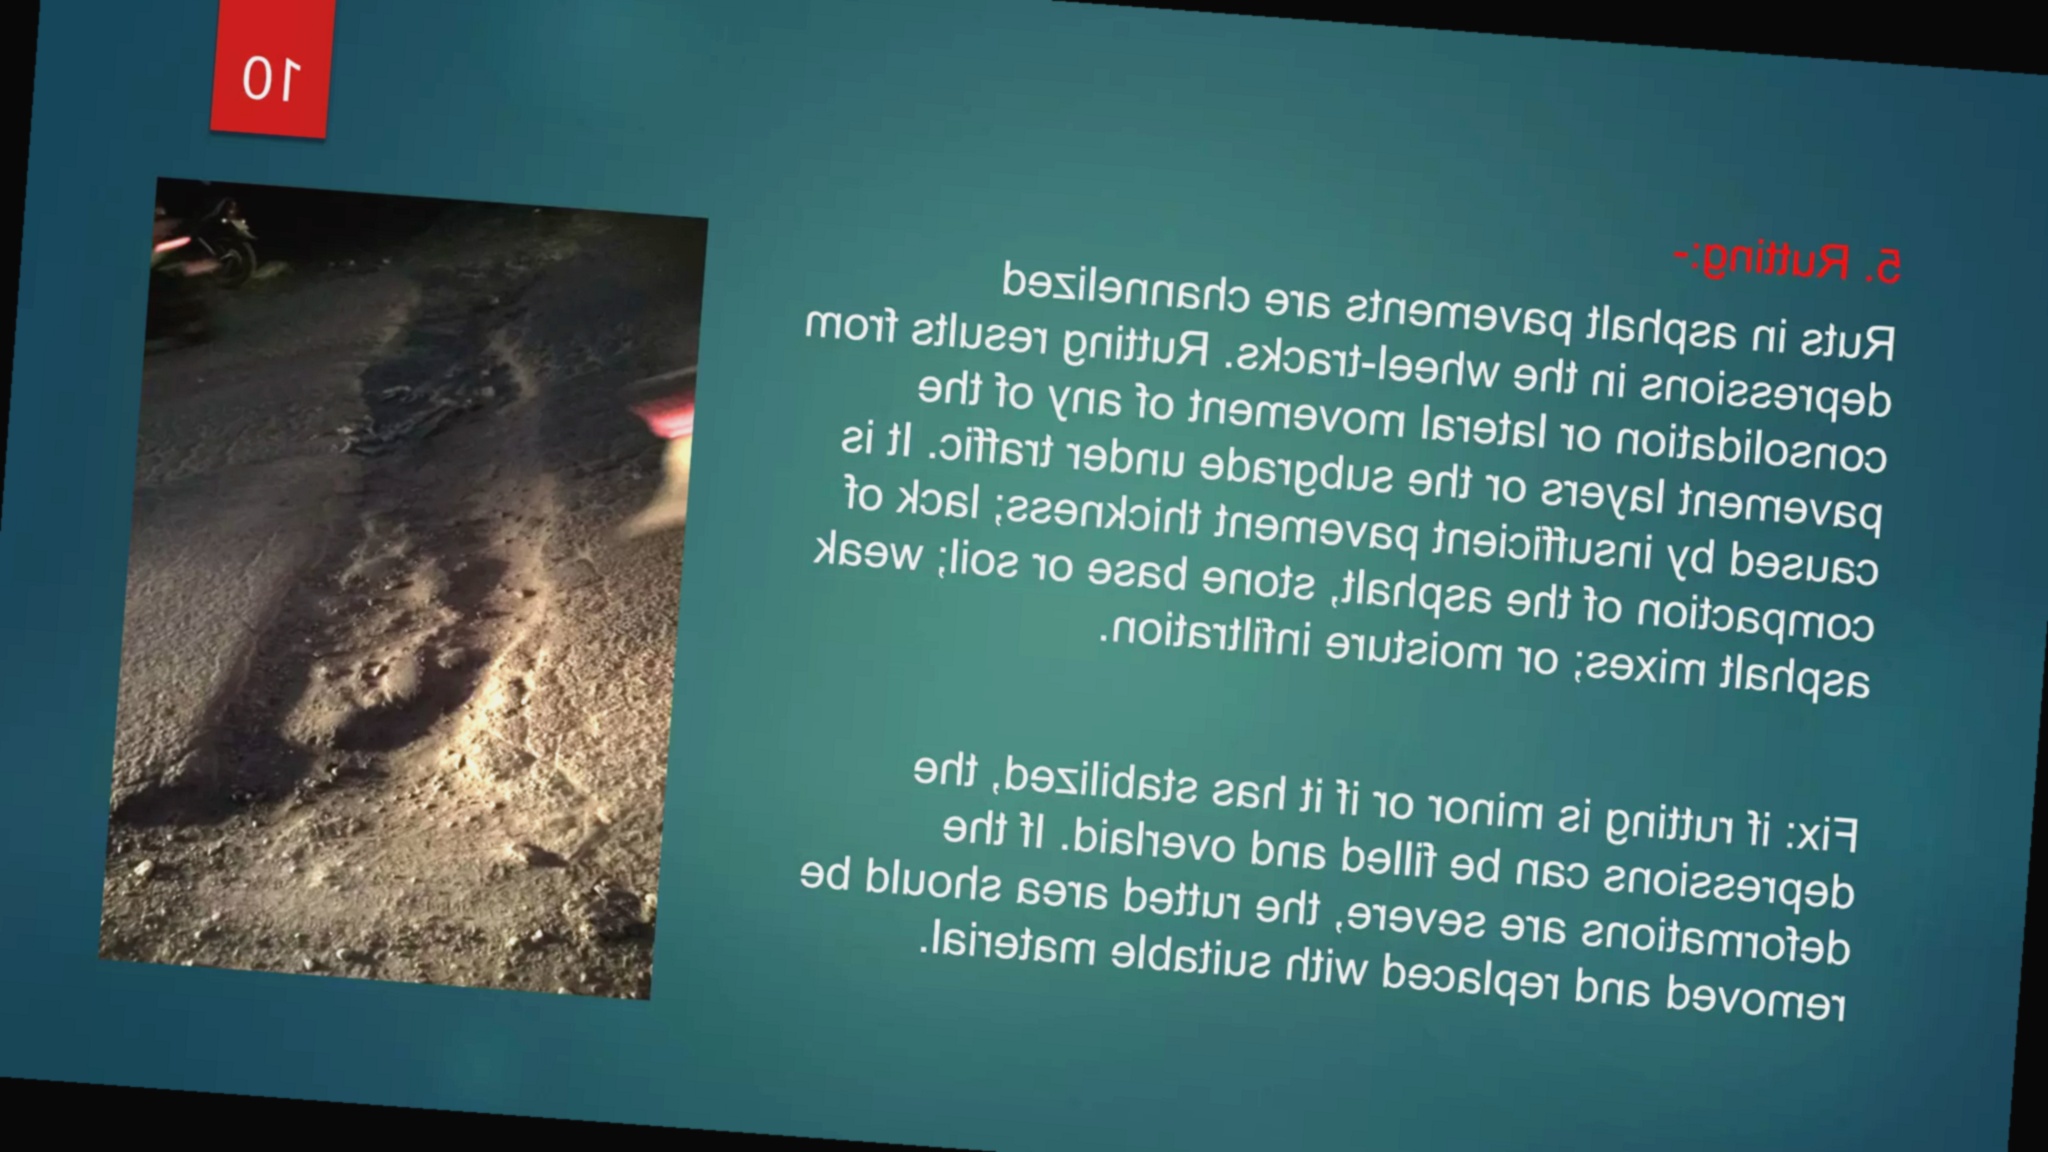 10
5. Rutting:-
Ruts in asphalt pavements are channelized
depressions in the wheel-tracks. Rutting results from
consolidation or lateral movement of any of the
pavement layers or the subgrade under traffic. It is
caused by insufficient pavement thickness; lack of
compaction of the asphalt, stone base or soil; weak
asphalt mixes; or moisture infiltration.
Fix: if rutting is minor or if it has stabilized, the
depressions can be filled and overlaid. If the
deformations are severe, the rutted area should be
removed and replaced with suitable material.